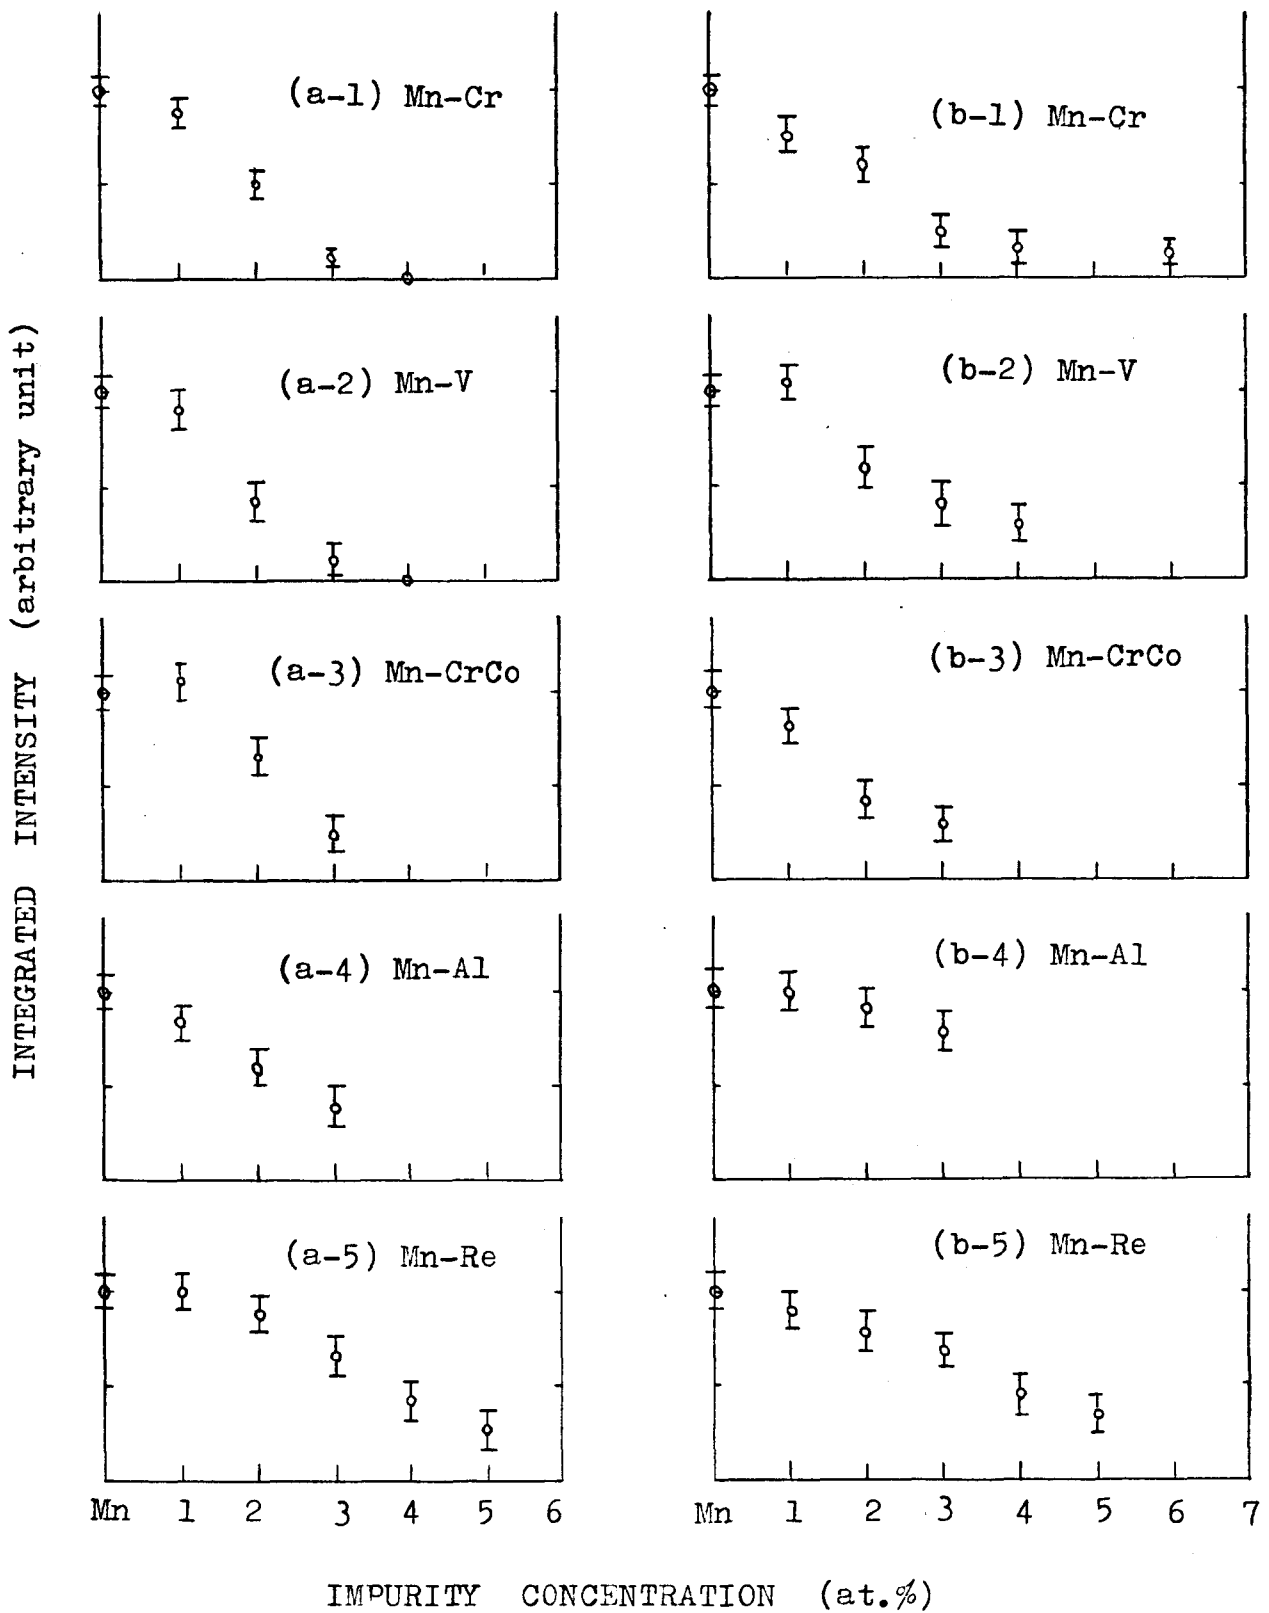 (a-1) Mn-Cr
(b-1) Mn-Cr
(a-2) Mn-V
(b-2) Mn-V
(a-3) Mn-CrCo
(b-3) Mn-CrCo
(a-4) Mn-Al
(b-4) Mn-Al
(a-5) Mn-Re
(b-5) Mn-Re
INTEGRATED INTENSITY (arbitrary unit)
Mn 1 2 3 4 5 6
Mn 1 2 3 4 5 6 7
IMPURITY CONCENTRATION (at.%)